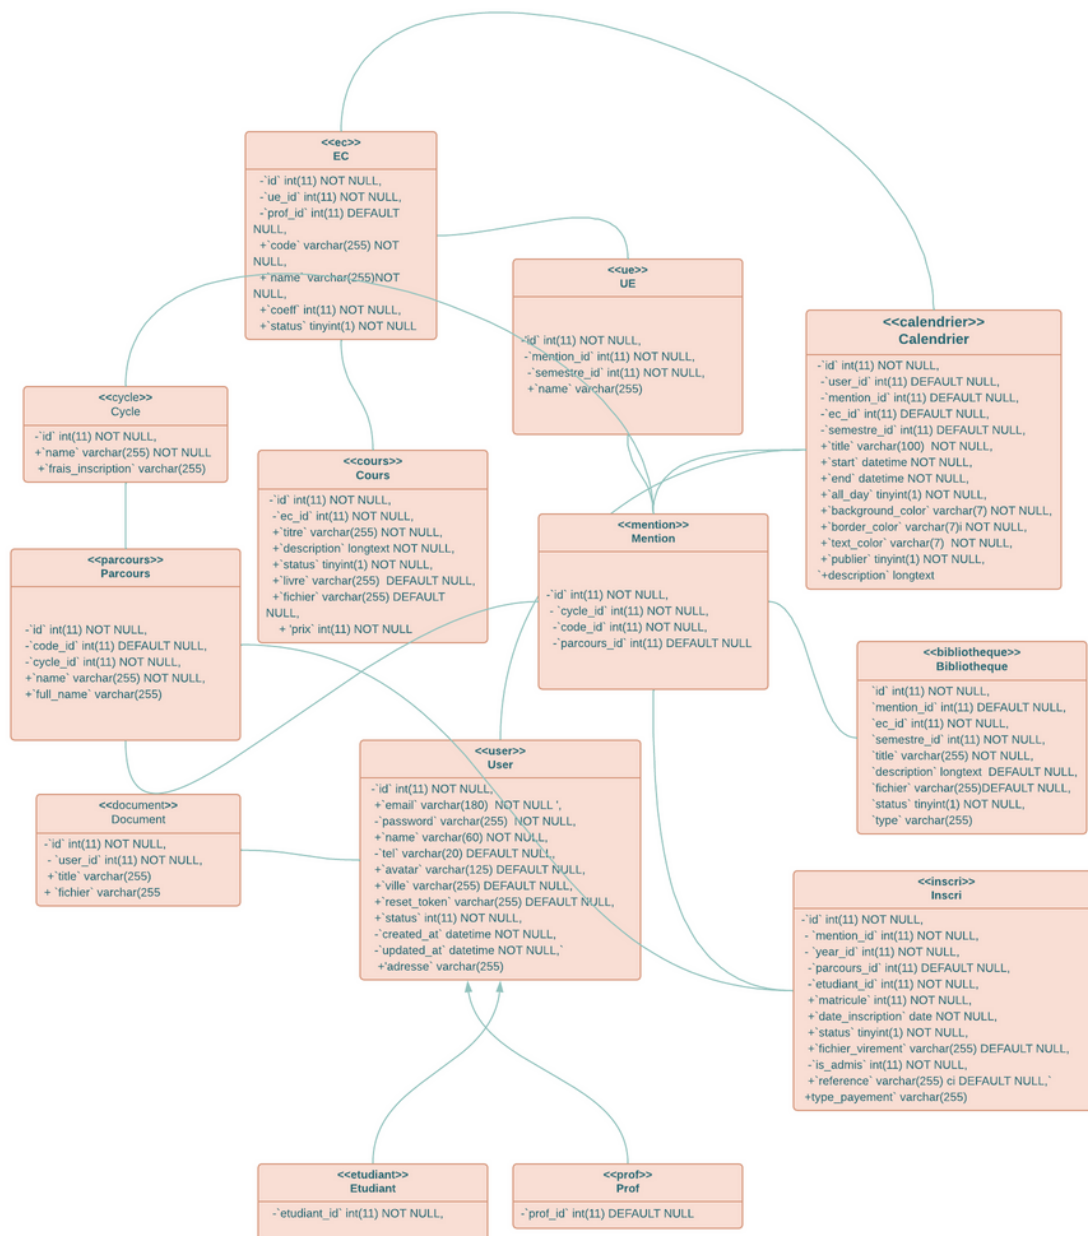 <<ec>>
EC
-`id` int(11) NOT NULL,
-`ue_id` int(11) NOT NULL,
-`prof_id` int(11) DEFAULT
NULL,
+`code` varchar(255) NOT
NULL,
+`name` varchar(255)NOT
NULL,
+`coeff` int(11) NOT NULL,
+`status` tinyint(1) NOT NULL
<<ue>>
UE
-`id` int(11) NOT NULL,
-`mention_id` int(11) NOT NULL,
-`semestre_id` int(11) NOT NULL,
+`name` varchar(255)
<<calendrier>>
Calendrier
-`id` int(11) NOT NULL,
-`user_id` int(11) DEFAULT NULL,
-`mention_id` int(11) DEFAULT NULL,
-`ec_id` int(11) DEFAULT NULL,
-`semestre_id` int(11) DEFAULT NULL,
+`title` varchar(100) NOT NULL,
+`start` datetime NOT NULL,
+`end` datetime NOT NULL,
+`all_day` tinyint(1) NOT NULL,
+`background_color` varchar(7) NOT NULL,
+`border_color` varchar(7)i NOT NULL,
+`text_color` varchar(7) NOT NULL,
+`publier` tinyint(1) NOT NULL,
`+description` longtext
<<cycle>>
Cycle
-`id` int(11) NOT NULL,
+`name` varchar(255) NOT NULL
+`frais_inscription` varchar(255)
<<cours>>
Cours
-`id` int(11) NOT NULL,
-`ec_id` int(11) NOT NULL,
+`titre` varchar(255) NOT NULL,
+`description` longtext NOT NULL,
+`status` tinyint(1) NOT NULL,
+`livre` varchar(255) DEFAULT NULL,
+`fichier` varchar(255) DEFAULT
NULL,
+ 'prix` int(11) NOT NULL
<<mention>>
Mention
-`id` int(11) NOT NULL,
- `cycle_id` int(11) NOT NULL,
-`code_id` int(11) NOT NULL,
-`parcours_id` int(11) DEFAULT NULL
<<parcours>>
Parcours
-`id` int(11) NOT NULL,
-`code_id` int(11) DEFAULT NULL,
-`cycle_id` int(11) NOT NULL,
+`name` varchar(255) NOT NULL,
+`full_name` varchar(255)
<<bibliotheque>>
Bibliotheque
`id` int(11) NOT NULL,
`mention_id` int(11) DEFAULT NULL,
`ec_id` int(11) NOT NULL,
`semestre_id` int(11) NOT NULL,
`title` varchar(255) NOT NULL,
`description` longtext DEFAULT NULL,
`fichier` varchar(255)DEFAULT NULL,
`status` tinyint(1) NOT NULL,
`type` varchar(255)
<<user>>
User
-`id` int(11) NOT NULL,
+`email` varchar(180) NOT NULL ',
-`password` varchar(255) NOT NULL,
+`name` varchar(60) NOT NULL,
-`tel` varchar(20) DEFAULT NULL,
+`avatar` varchar(125) DEFAULT NULL,
+`ville` varchar(255) DEFAULT NULL,
+`reset_token` varchar(255) DEFAULT NULL,
+`status` int(11) NOT NULL,
-`created_at` datetime NOT NULL,
-`updated_at` datetime NOT NULL,`
+'adresse` varchar(255)
<<document>>
Document
-`id` int(11) NOT NULL,
- `user_id` int(11) NOT NULL,
+`title` varchar(255)
+ `fichier` varchar(255
<<inscri>>
Inscri
-`id` int(11) NOT NULL,
- `mention_id` int(11) NOT NULL,
- `year_id` int(11) NOT NULL,
-`parcours_id` int(11) DEFAULT NULL,
-`etudiant_id` int(11) NOT NULL,
+`matricule` int(11) NOT NULL,
+`date_inscription` date NOT NULL,
+`status` tinyint(1) NOT NULL,
+`fichier_virement` varchar(255) DEFAULT NULL,
-`is_admis` int(11) NOT NULL,
+`reference` varchar(255) ci DEFAULT NULL,`
+type_payement` varchar(255)
<<etudiant>>
Etudiant
-`etudiant_id` int(11) NOT NULL,
<<prof>>
Prof
-`prof_id` int(11) DEFAULT NULL